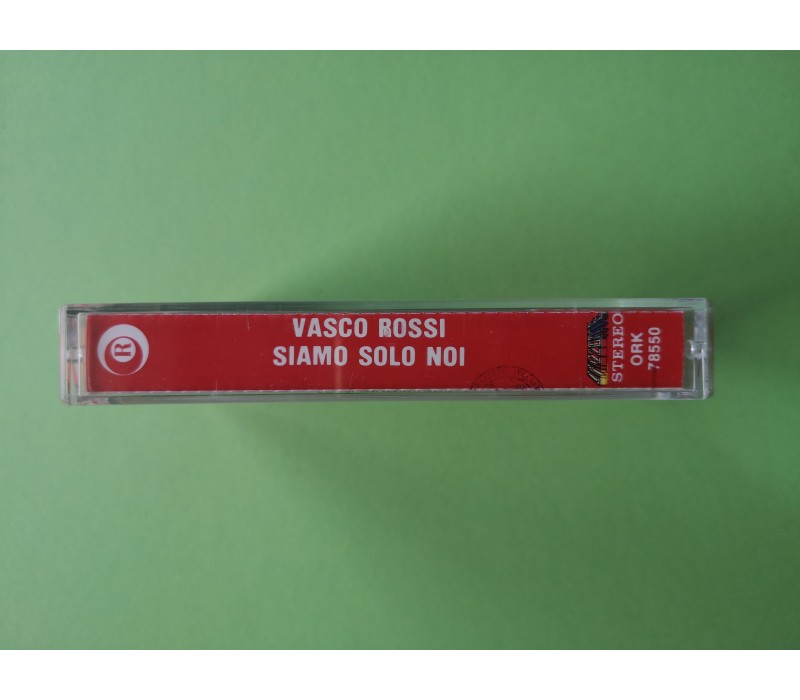 R
VASCO ROSSI
SIAMO SOLO NOI
STEREO
ORK
78550